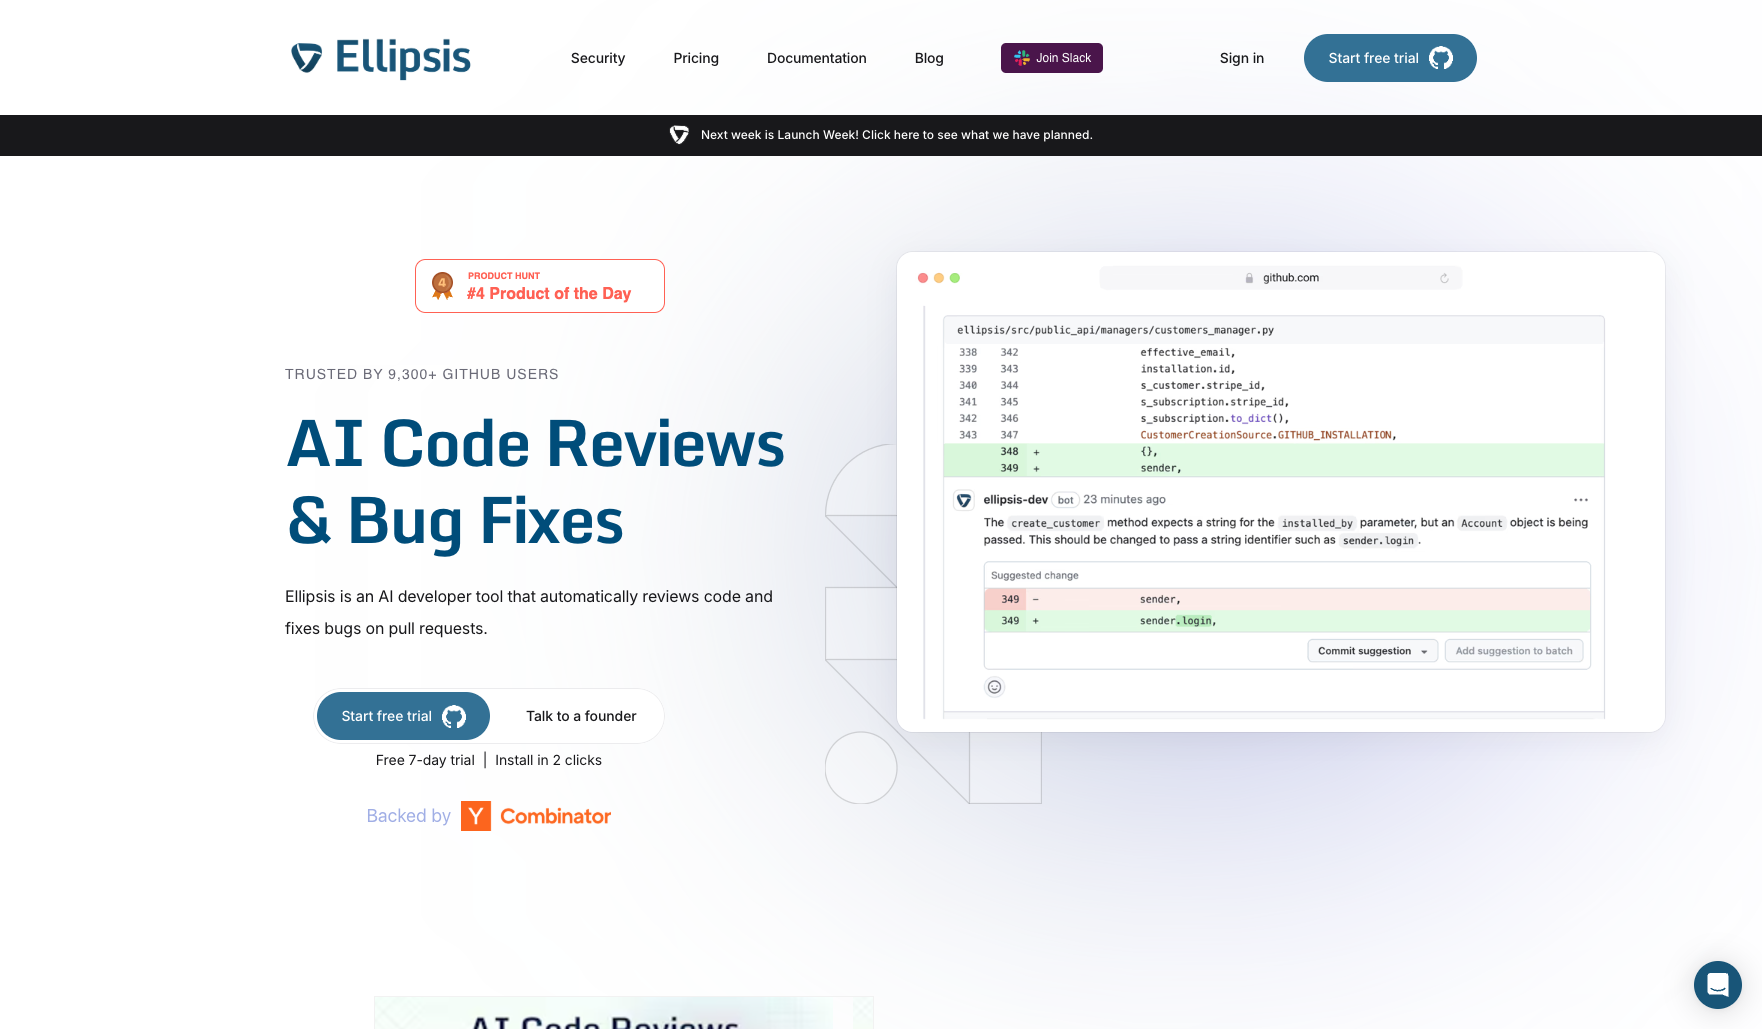 Ellipsis
Security
Pricing
Documentation
Blog
Join Slack
Sign in
Start free trial
Next week is Launch Week! Click here to see what we have planned.
4
PRODUCT HUNT
#4 Product of the Day
TRUSTED BY 9,300+ GITHUB USERS
AI Code Reviews
& Bug Fixes
Ellipsis is an AI developer tool that automatically reviews code and
fixes bugs on pull requests.
Start free trial
Talk to a founder
Free 7-day trial | Install in 2 clicks
Backed by Y Combinator
github.com
ellipsis/src/public_api/managers/customers_manager.py
338 342 effective_email,
339 343 installation.id,
340 344 s_customer.stripe_id,
341 345 s_subscription.stripe_id,
342 346 s_subscription.to_dict(),
343 347 CustomerCreationSource.GITHUB_INSTALLATION,
348 + {},
349 + sender,
ellipsis-dev bot 23 minutes ago ...
The create_customer method expects a string for the installed_by parameter, but an Account object is being
passed. This should be changed to pass a string identifier such as sender.login .
Suggested change
349 - sender,
349 + sender.login,
Commit suggestion
Add suggestion to batch
AI Code Reviews